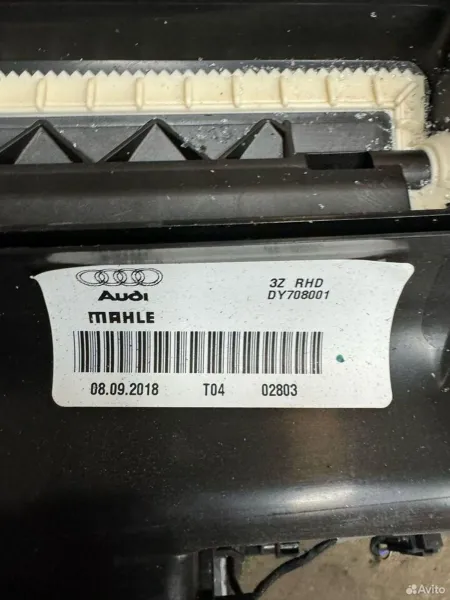 3Z RHD
Audi DY708001
MAHLE
08.09.2018 T04 02803
Avito